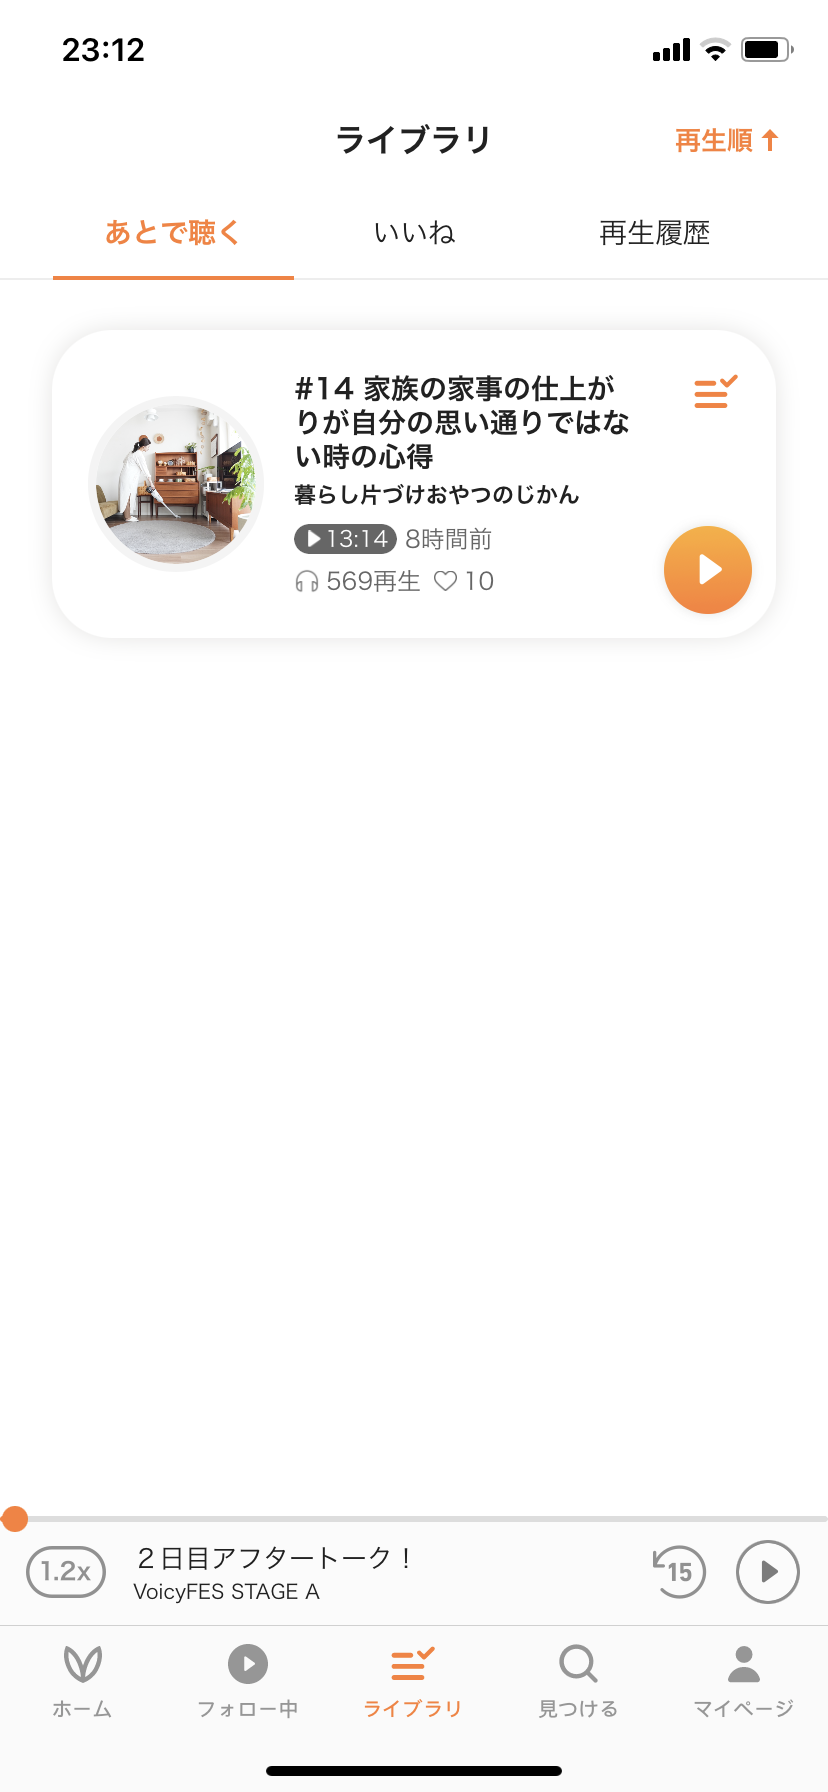 23:12
ライブラリ
再生順 ↑
あとで聴く
いいね
再生履歴
#14 家族の家事の仕上が
りが自分の思い通りではな
い時の心得
暮らし片づけおやつのじかん
13:14 8時間前
569再生 10
1.2x
２日目アフタートーク！
VoicyFES STAGE A
15
ホーム
フォロー中
ライブラリ
見つける
マイページ